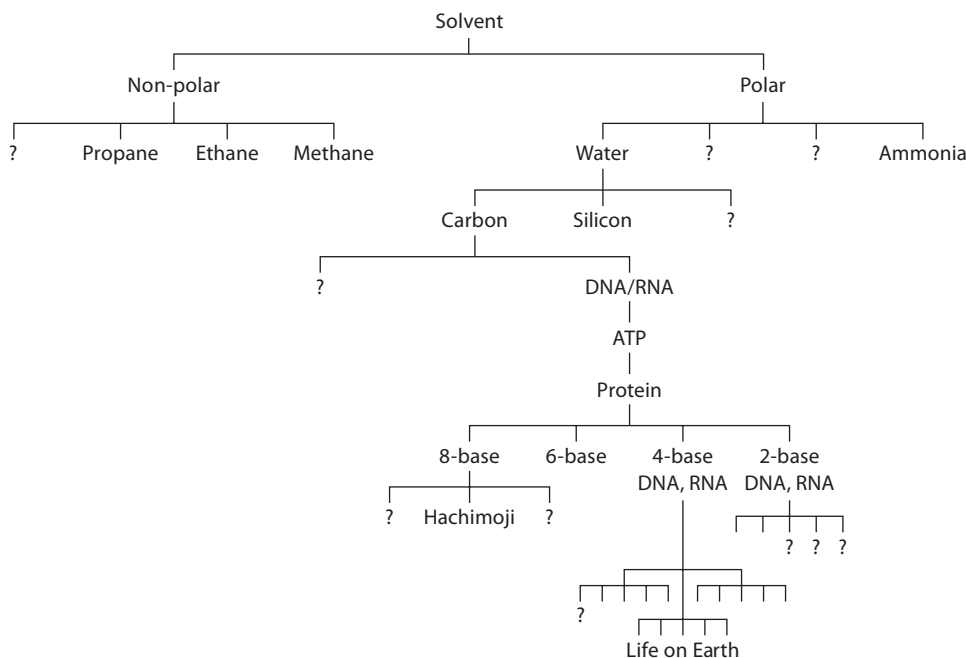 Solvent
Non-polar
Polar
?
Propane
Ethane
Methane
Water
?
?
Ammonia
Carbon
Silicon
?
?
DNA/RNA
ATP
Protein
8-base
6-base
4-base
DNA, RNA
2-base
DNA, RNA
?
Hachimoji
?
?
?
?
?
Life on Earth